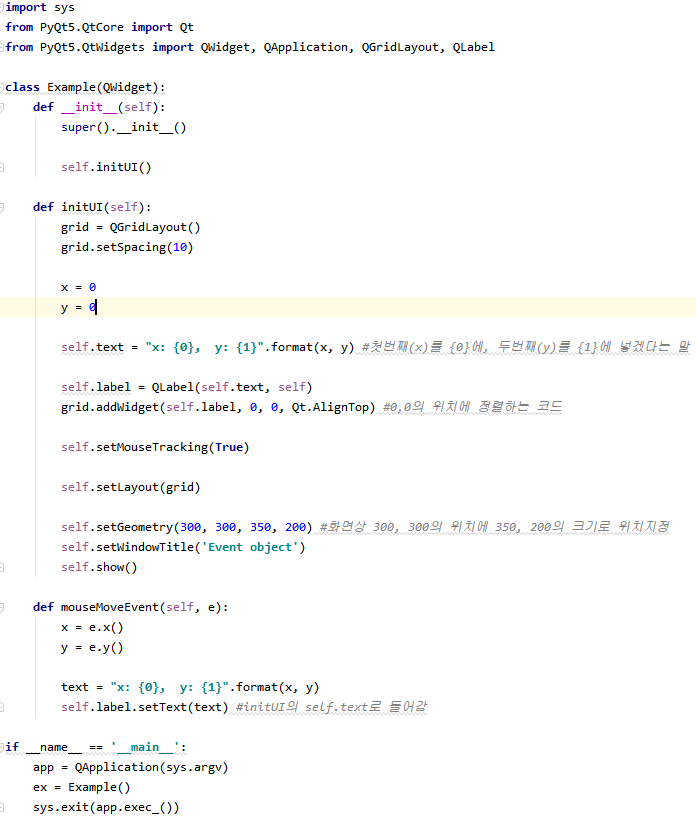 import sys
from PyQt5.QtCore import Qt
from PyQt5.QtWidgets import QWidget, QApplication, QGridLayout, QLabel
class Example(QWidget):
def __init__(self):
super().__init__()
self.initUI()
def initUI(self):
grid = QGridLayout()
grid.setSpacing(10)
x = 0
y = 0
self.text = "x: {0},  y: {1}".format(x, y) #첫번째(x)를 {0}에, 두번째(y)를 {1}에 넣겠다는 말
self.label = QLabel(self.text, self)
grid.addWidget(self.label, 0, 0, Qt.AlignTop) #0,0의 위치에 정렬하는 코드
self.setMouseTracking(True)
self.setLayout(grid)
self.setGeometry(300, 300, 350, 200) #화면상 300, 300의 위치에 350, 200의 크기로 위치지정
self.setWindowTitle('Event object')
self.show()
def mouseMoveEvent(self, e):
x = e.x()
y = e.y()
text = "x: {0},  y: {1}".format(x, y)
self.label.setText(text) #initUI의 self.text로 들어감
if __name__ == '__main__':
app = QApplication(sys.argv)
ex = Example()
sys.exit(app.exec_())